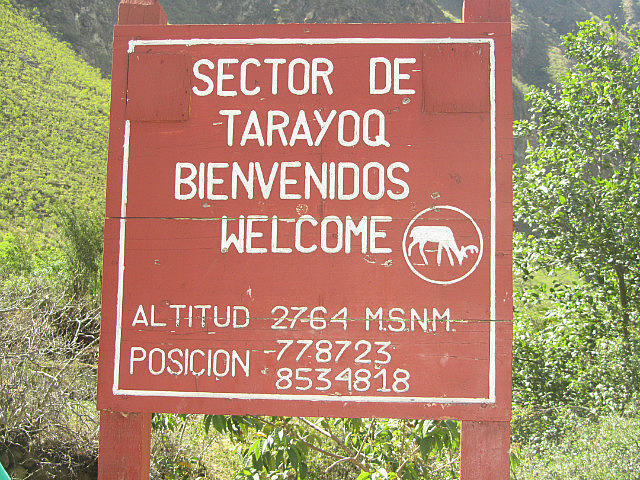 SECTOR DE
TARAYOQ
BIENVENIDOS
WELCOME
ALTITUD 2764 M.S.N.M.
POSICION 778723
8534818